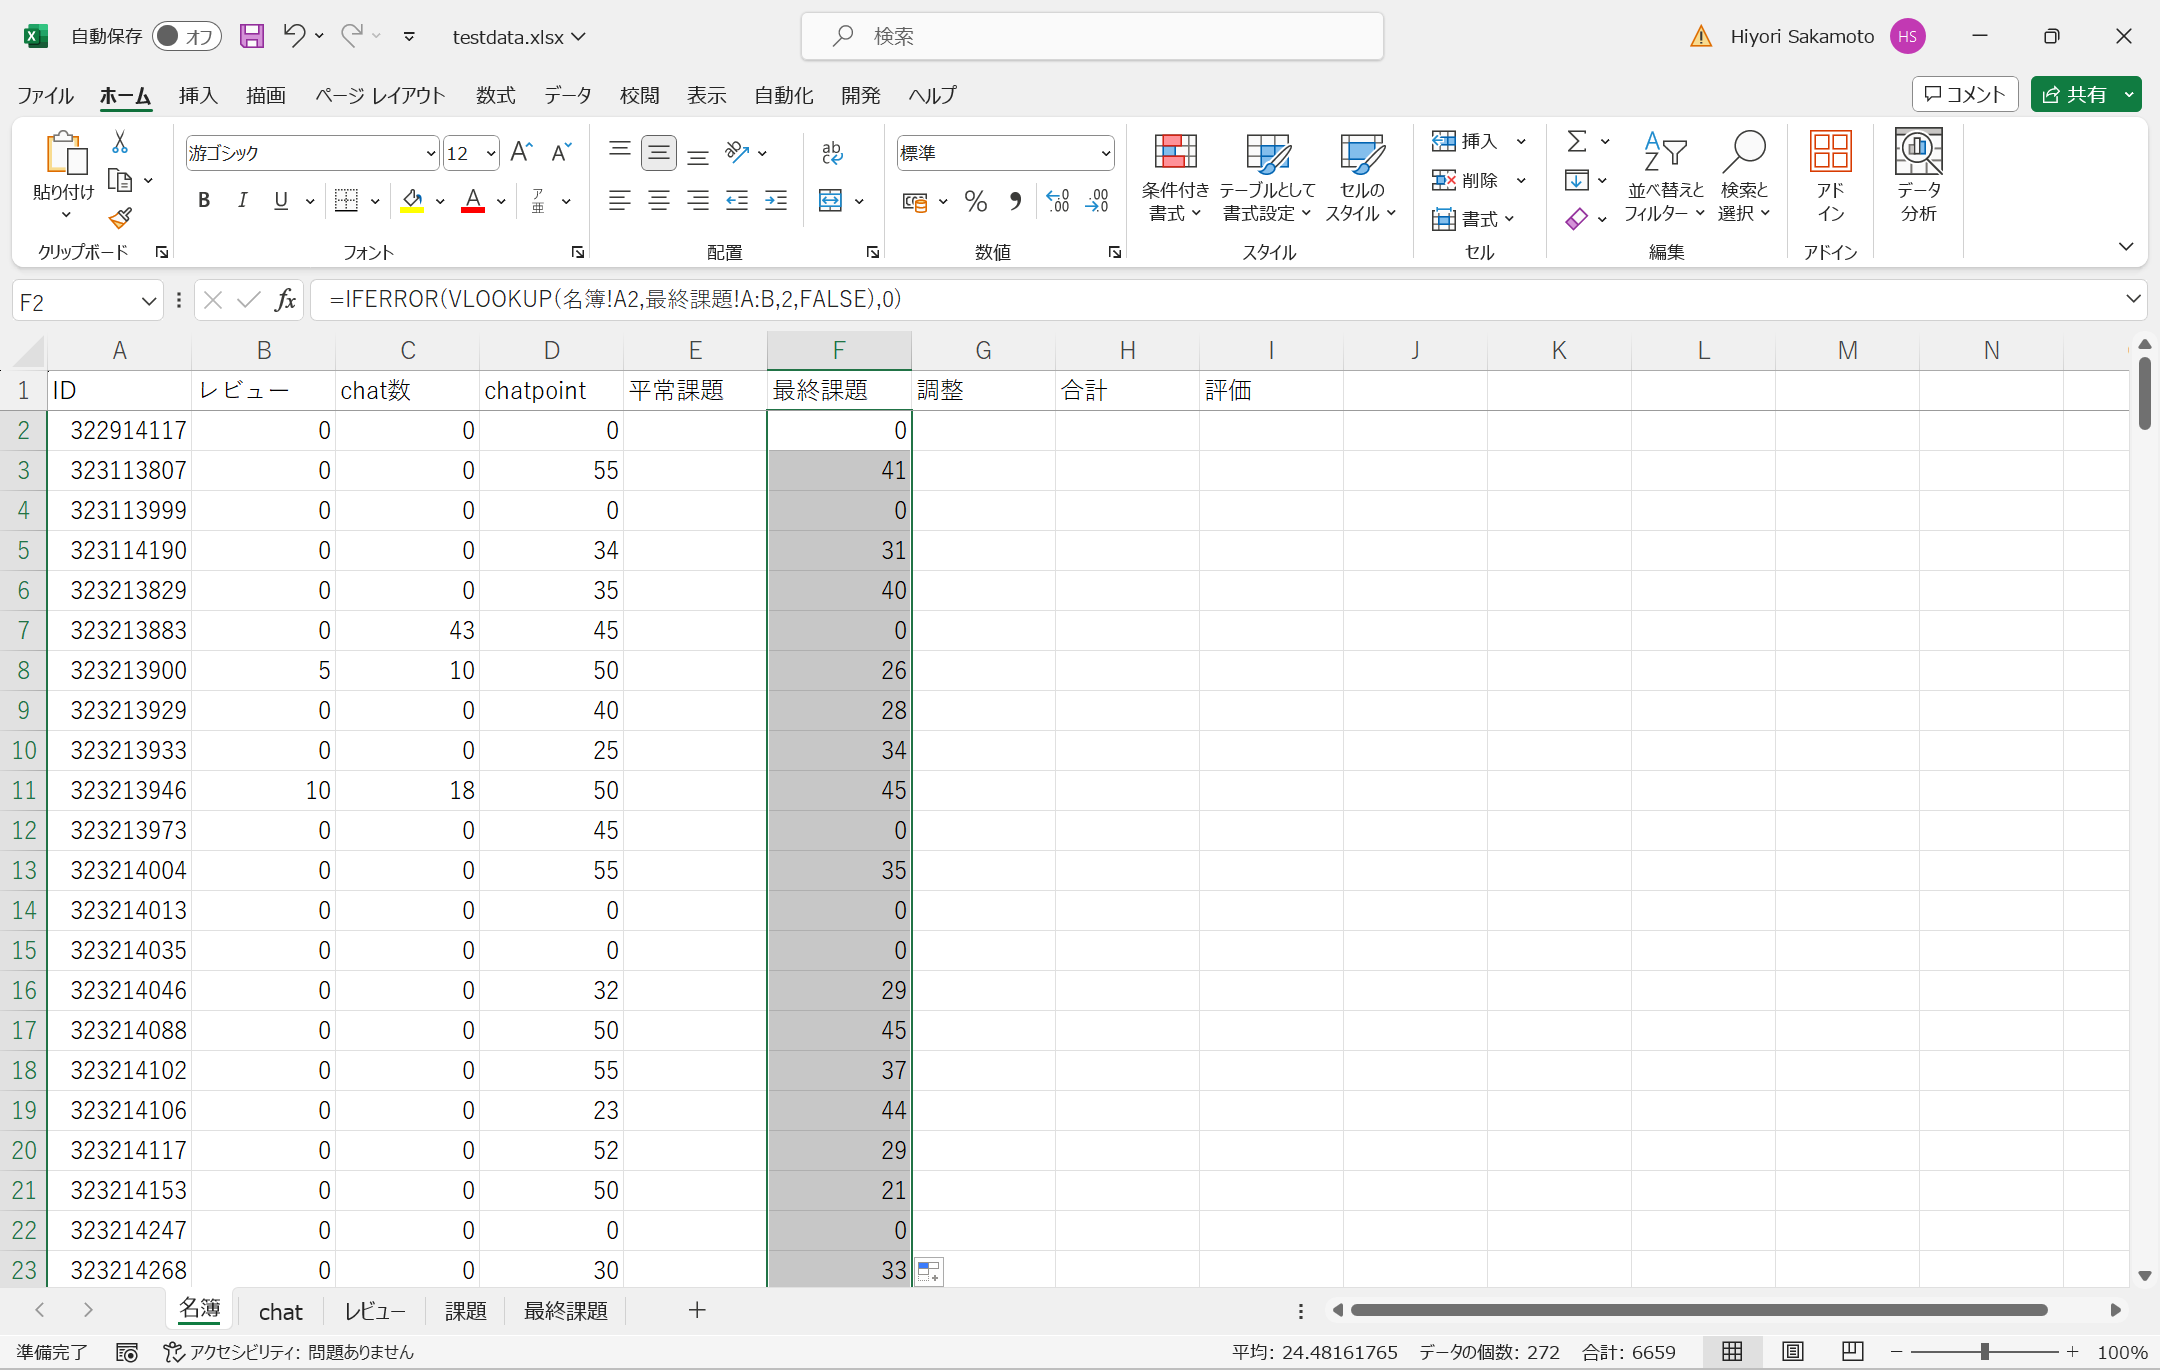 自動保存 オフ testdata.xlsx 検索 Hiyori Sakamoto HS
ファイル ホーム 挿入 描画 ページ レイアウト 数式 データ 校閲 表示 自動化 開発 ヘルプ コメント 共有
貼り付け
クリップボード
游ゴシック 12
B I U A ア亜
フォント
ab
配置
標準
% .00
数値
条件付き書式 テーブルとして書式設定 セルのスタイル
スタイル
挿入
削除
書式
セル
並べ替えとフィルター 検索と選択
編集
アドイン
アドイン
データ分析
F2 fx =IFERROR(VLOOKUP(名簿!A2,最終課題!A:B,2,FALSE),0)
A B C D E F G H I J K L M N
1 ID レビュー chat数 chatpoint 平常課題 最終課題 調整 合計 評価
2 322914117 0 0 0 0
3 323113807 0 0 55 41
4 323113999 0 0 0 0
5 323114190 0 0 34 31
6 323213829 0 0 35 40
7 323213883 0 43 45 0
8 323213900 5 10 50 26
9 323213929 0 0 40 28
10 323213933 0 0 25 34
11 323213946 10 18 50 45
12 323213973 0 0 45 0
13 323214004 0 0 55 35
14 323214013 0 0 0 0
15 323214035 0 0 0 0
16 323214046 0 0 32 29
17 323214088 0 0 50 45
18 323214102 0 0 55 37
19 323214106 0 0 23 44
20 323214117 0 0 52 29
21 323214153 0 0 50 21
22 323214247 0 0 0 0
23 323214268 0 0 30 33
名簿 chat レビュー 課題 最終課題
準備完了 アクセシビリティ: 問題ありません 平均: 24.48161765 データの個数: 272 合計: 6659 100%